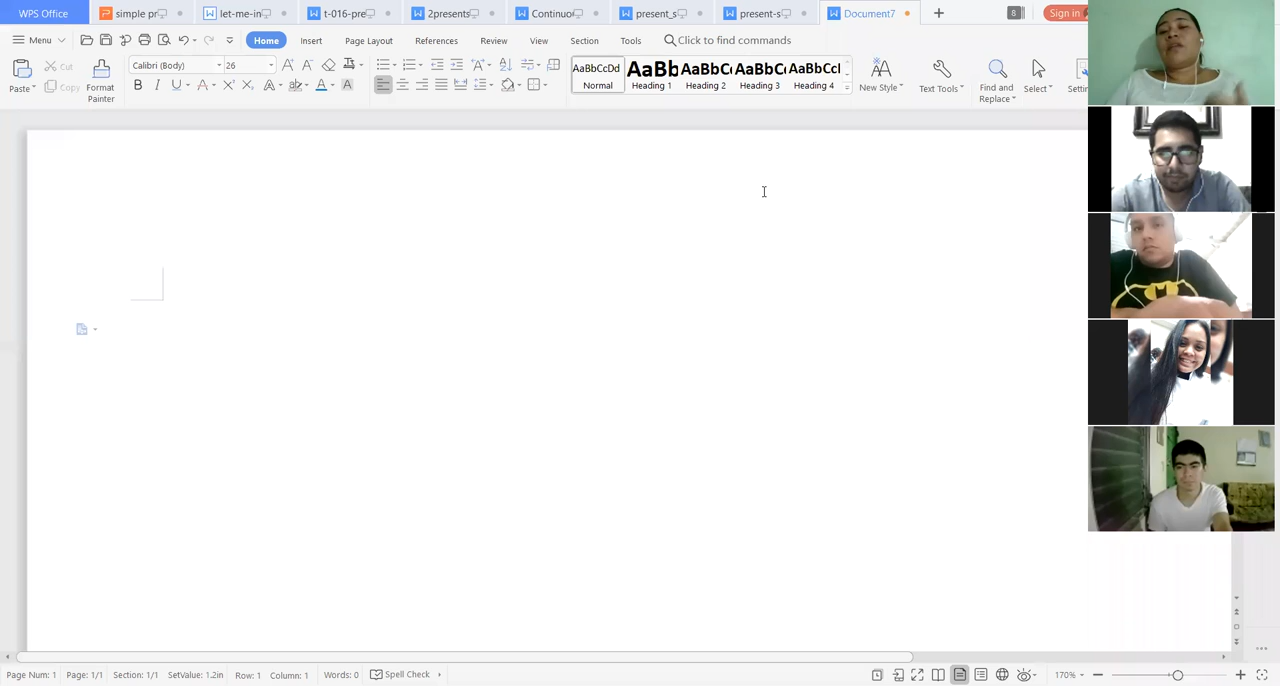 WPS Office simple pr let-me-in t-016-pre 2presents Continuo present_s present-s Document7 8 Sign in
Menu Home Insert Page Layout References Review View Section Tools Click to find commands
Calibri (Body) 26
Paste Cut Copy Format Painter
B I U A A
AaBbCcDd AaBb AaBbC AaBbC AaBbCcI
Normal Heading 1 Heading 2 Heading 3 Heading 4
New Style Text Tools Find and Replace Select Settin
Page Num: 1 Page: 1/1 Section: 1/1 SetValue: 1.2in Row: 1 Column: 1 Words: 0 Spell Check 170%